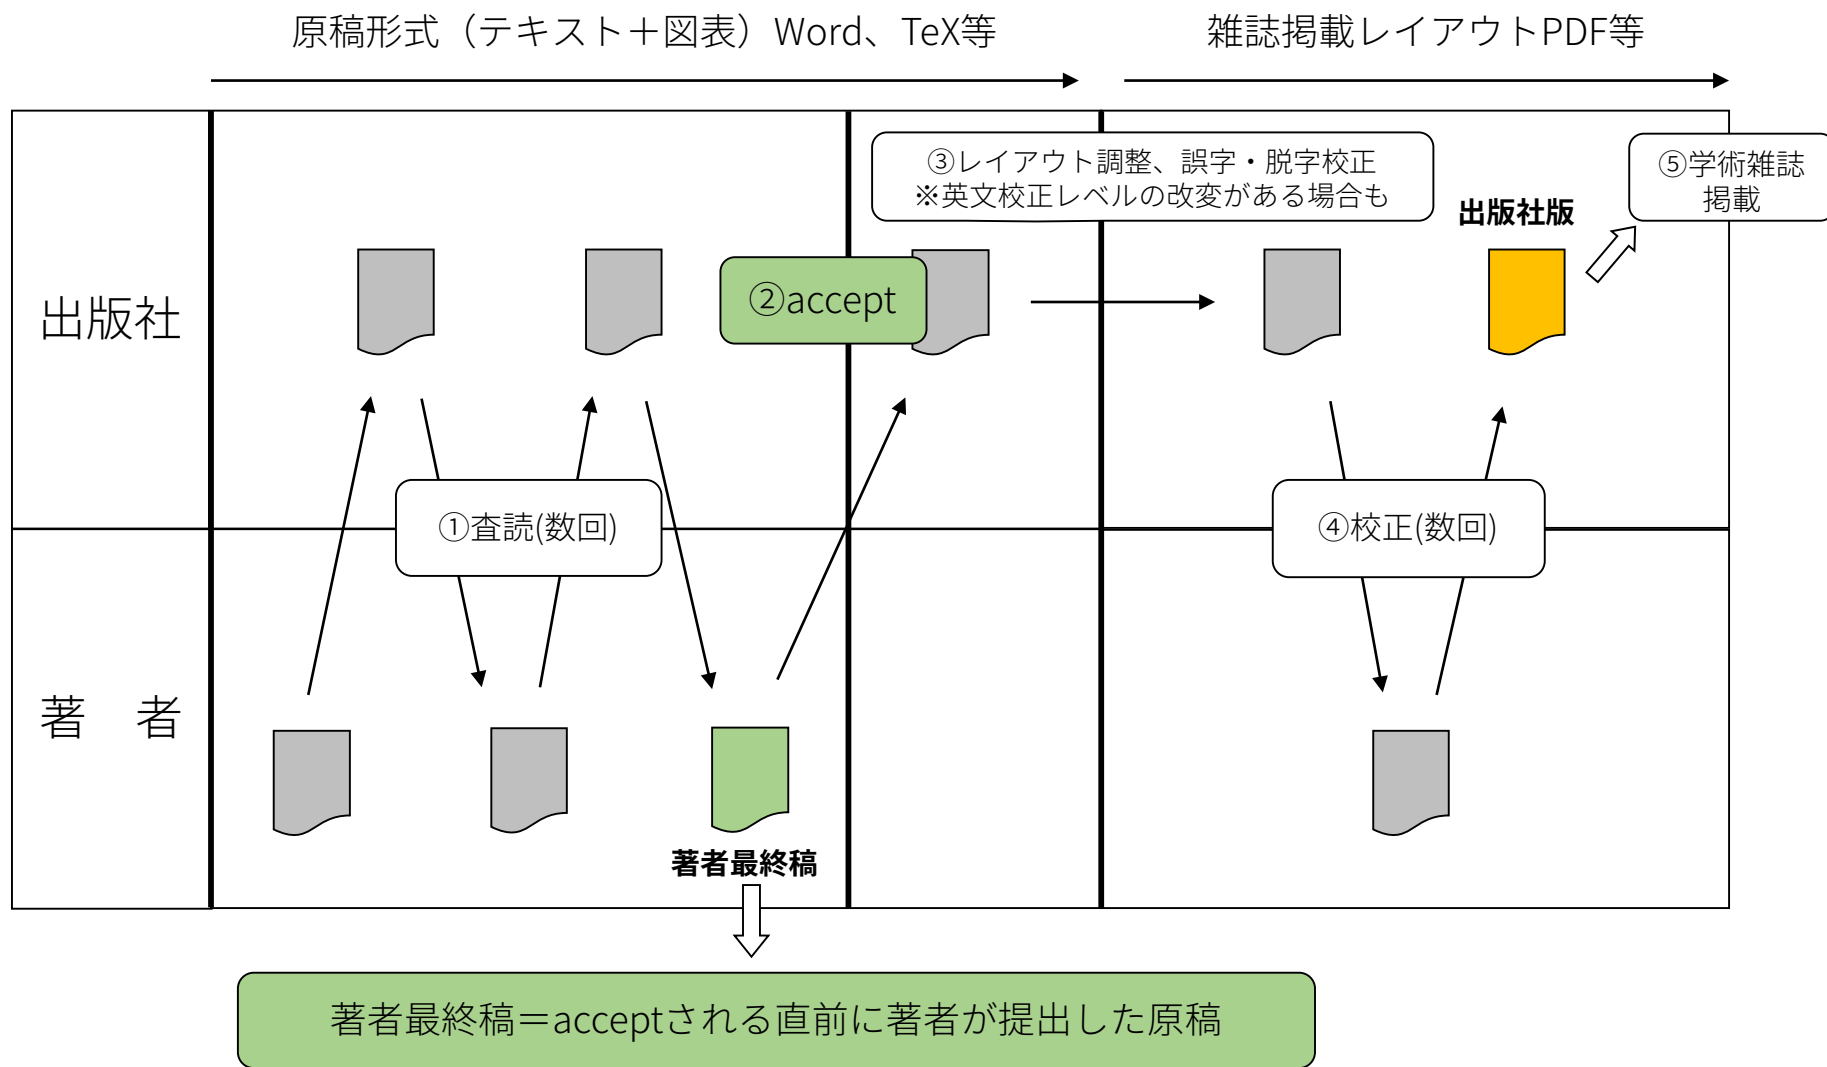 原稿形式（テキスト＋図表）Word、TeX等
雑誌掲載レイアウトPDF等
③レイアウト調整、誤字・脱字校正
※英文校正レベルの改変がある場合も
⑤学術雑誌
掲載
出版社版
出版社
②accept
①査読(数回)
④校正(数回)
著　者
著者最終稿
著者最終稿＝acceptされる直前に著者が提出した原稿